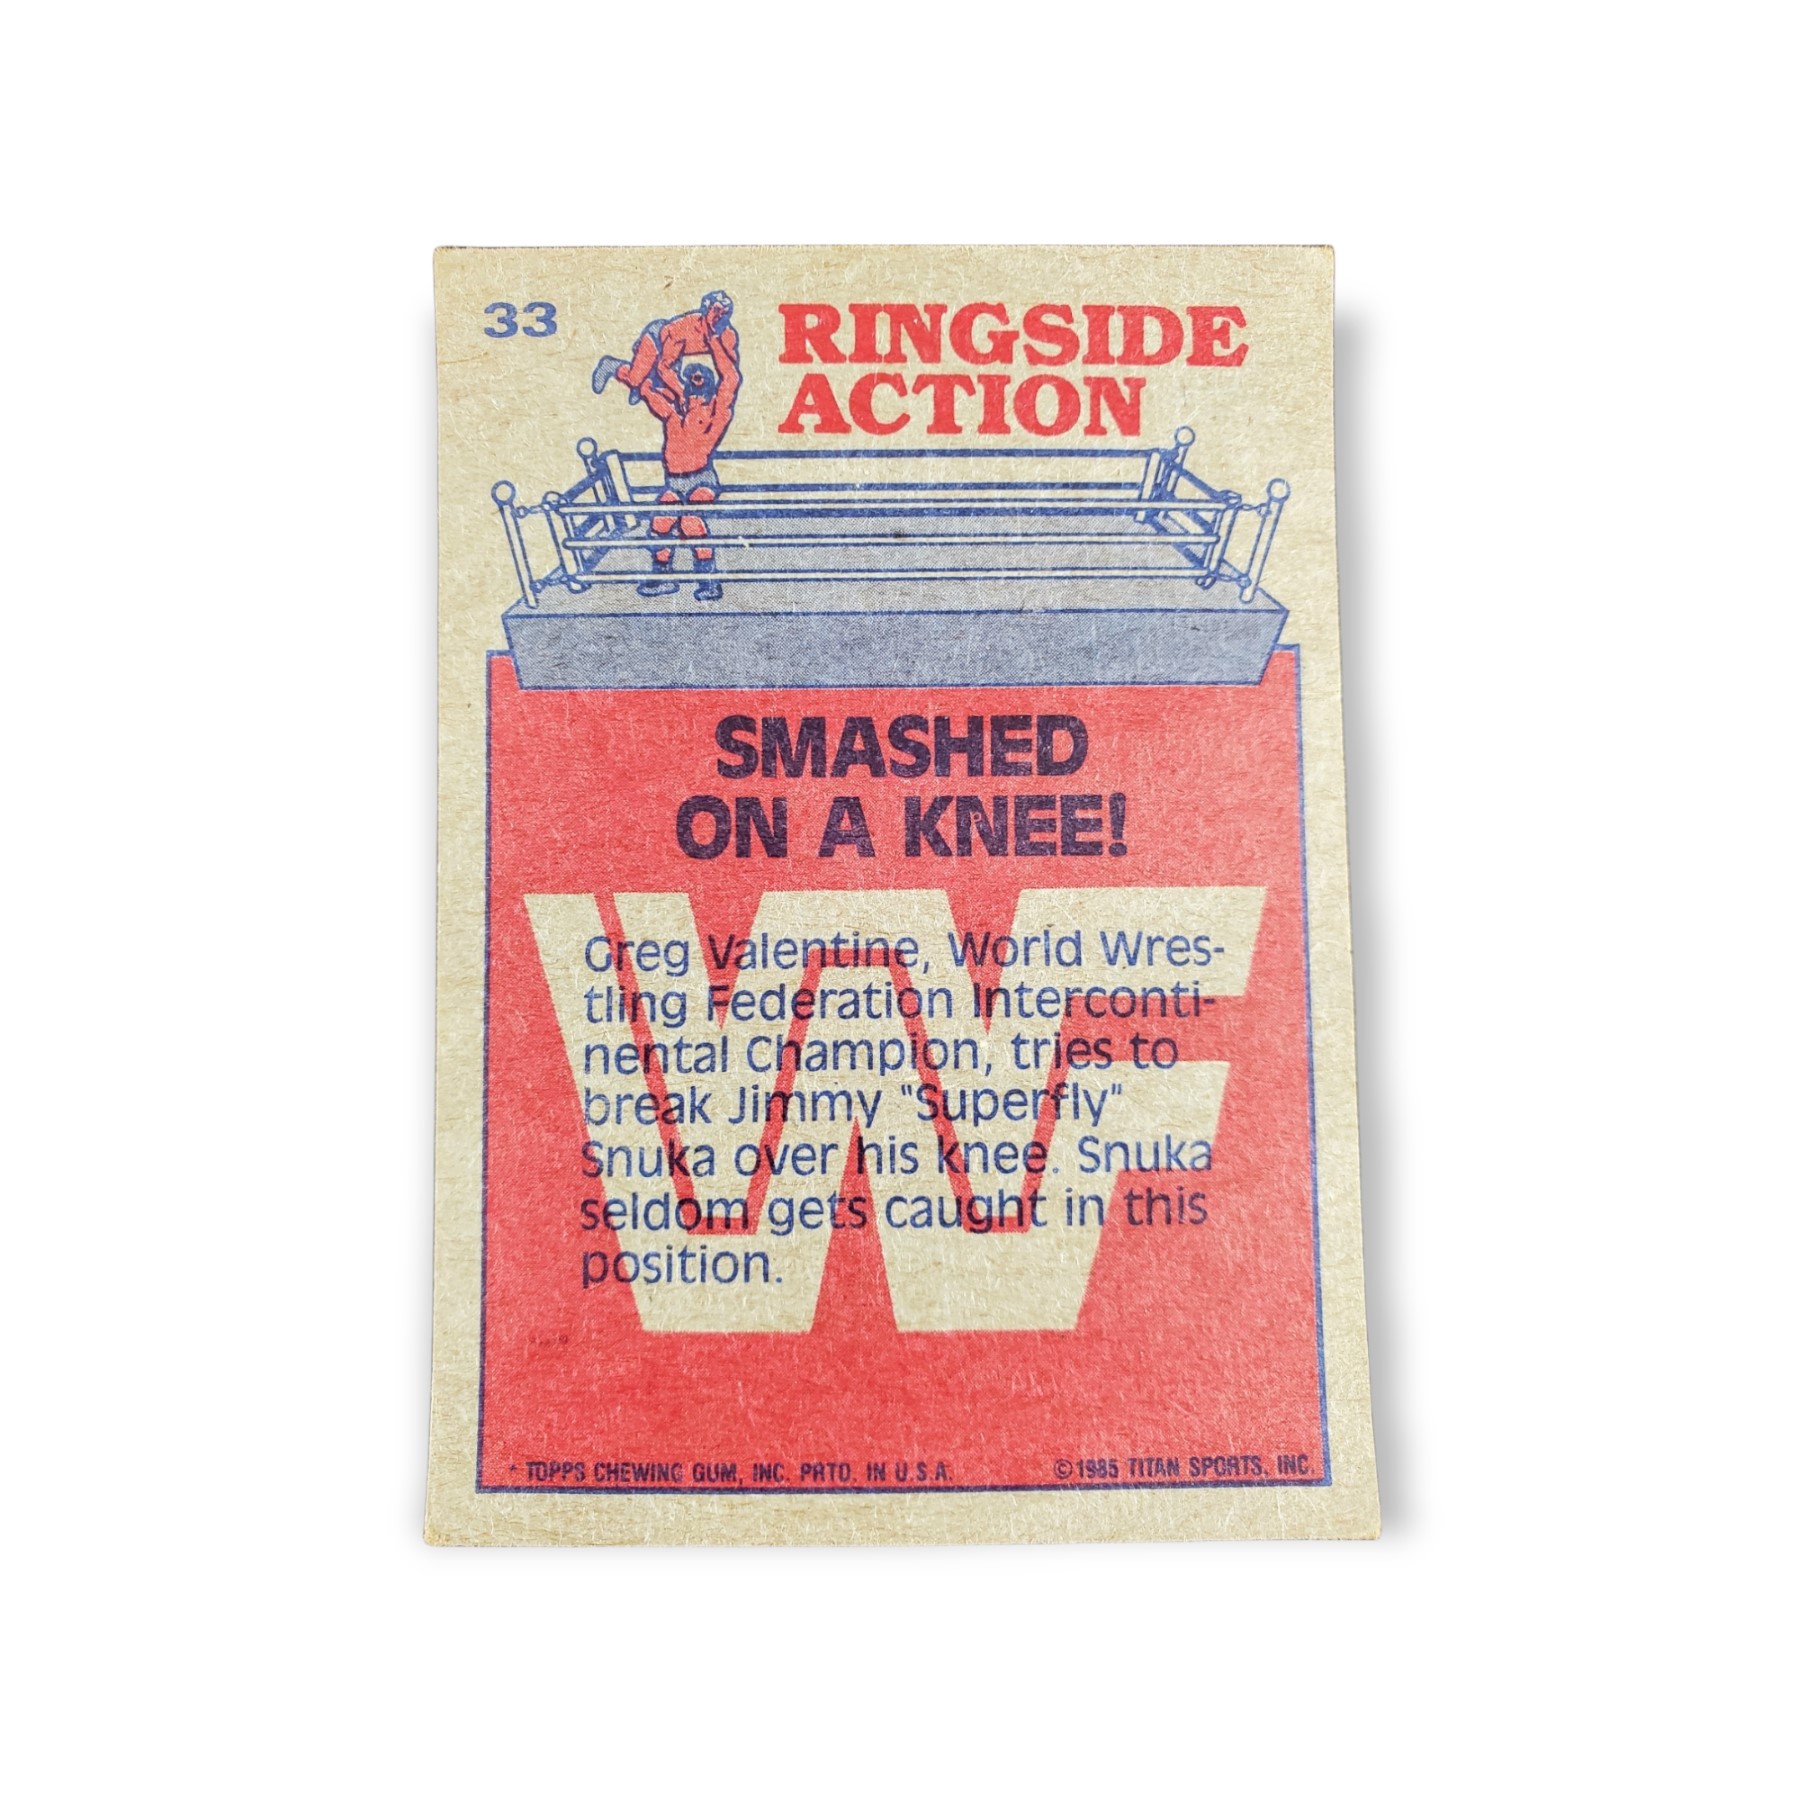 33
RINGSIDE
ACTION
SMASHED
ON A KNEE!
Greg Valentine, World Wres-
tling Federation Interconti-
nental Champion, tries to
break Jimmy "Superfly"
Snuka over his knee. Snuka
seldom gets caught in this
position.
* TOPPS CHEWING GUM, INC. PRTD. IN U.S.A. ©1985 TITAN SPORTS, INC.